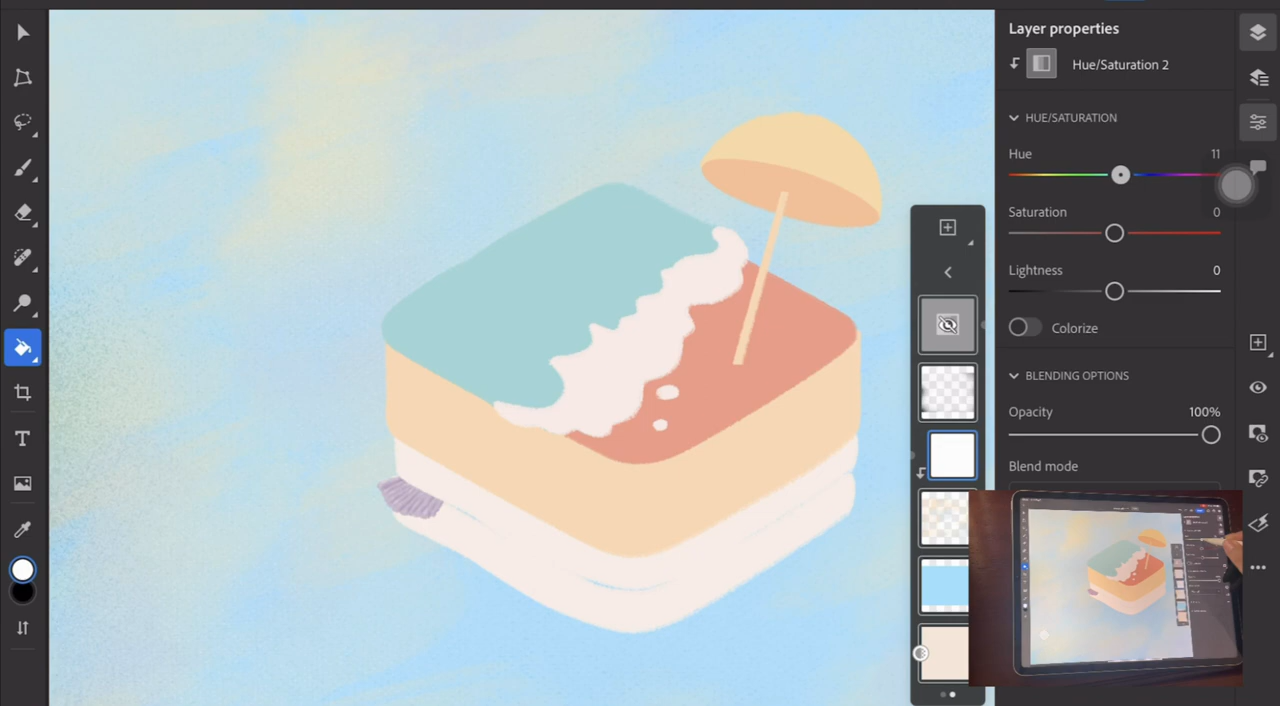 Layer properties
Hue/Saturation 2
HUE/SATURATION
Hue 11
Saturation 0
Lightness 0
Colorize
BLENDING OPTIONS
Opacity 100%
Blend mode
T